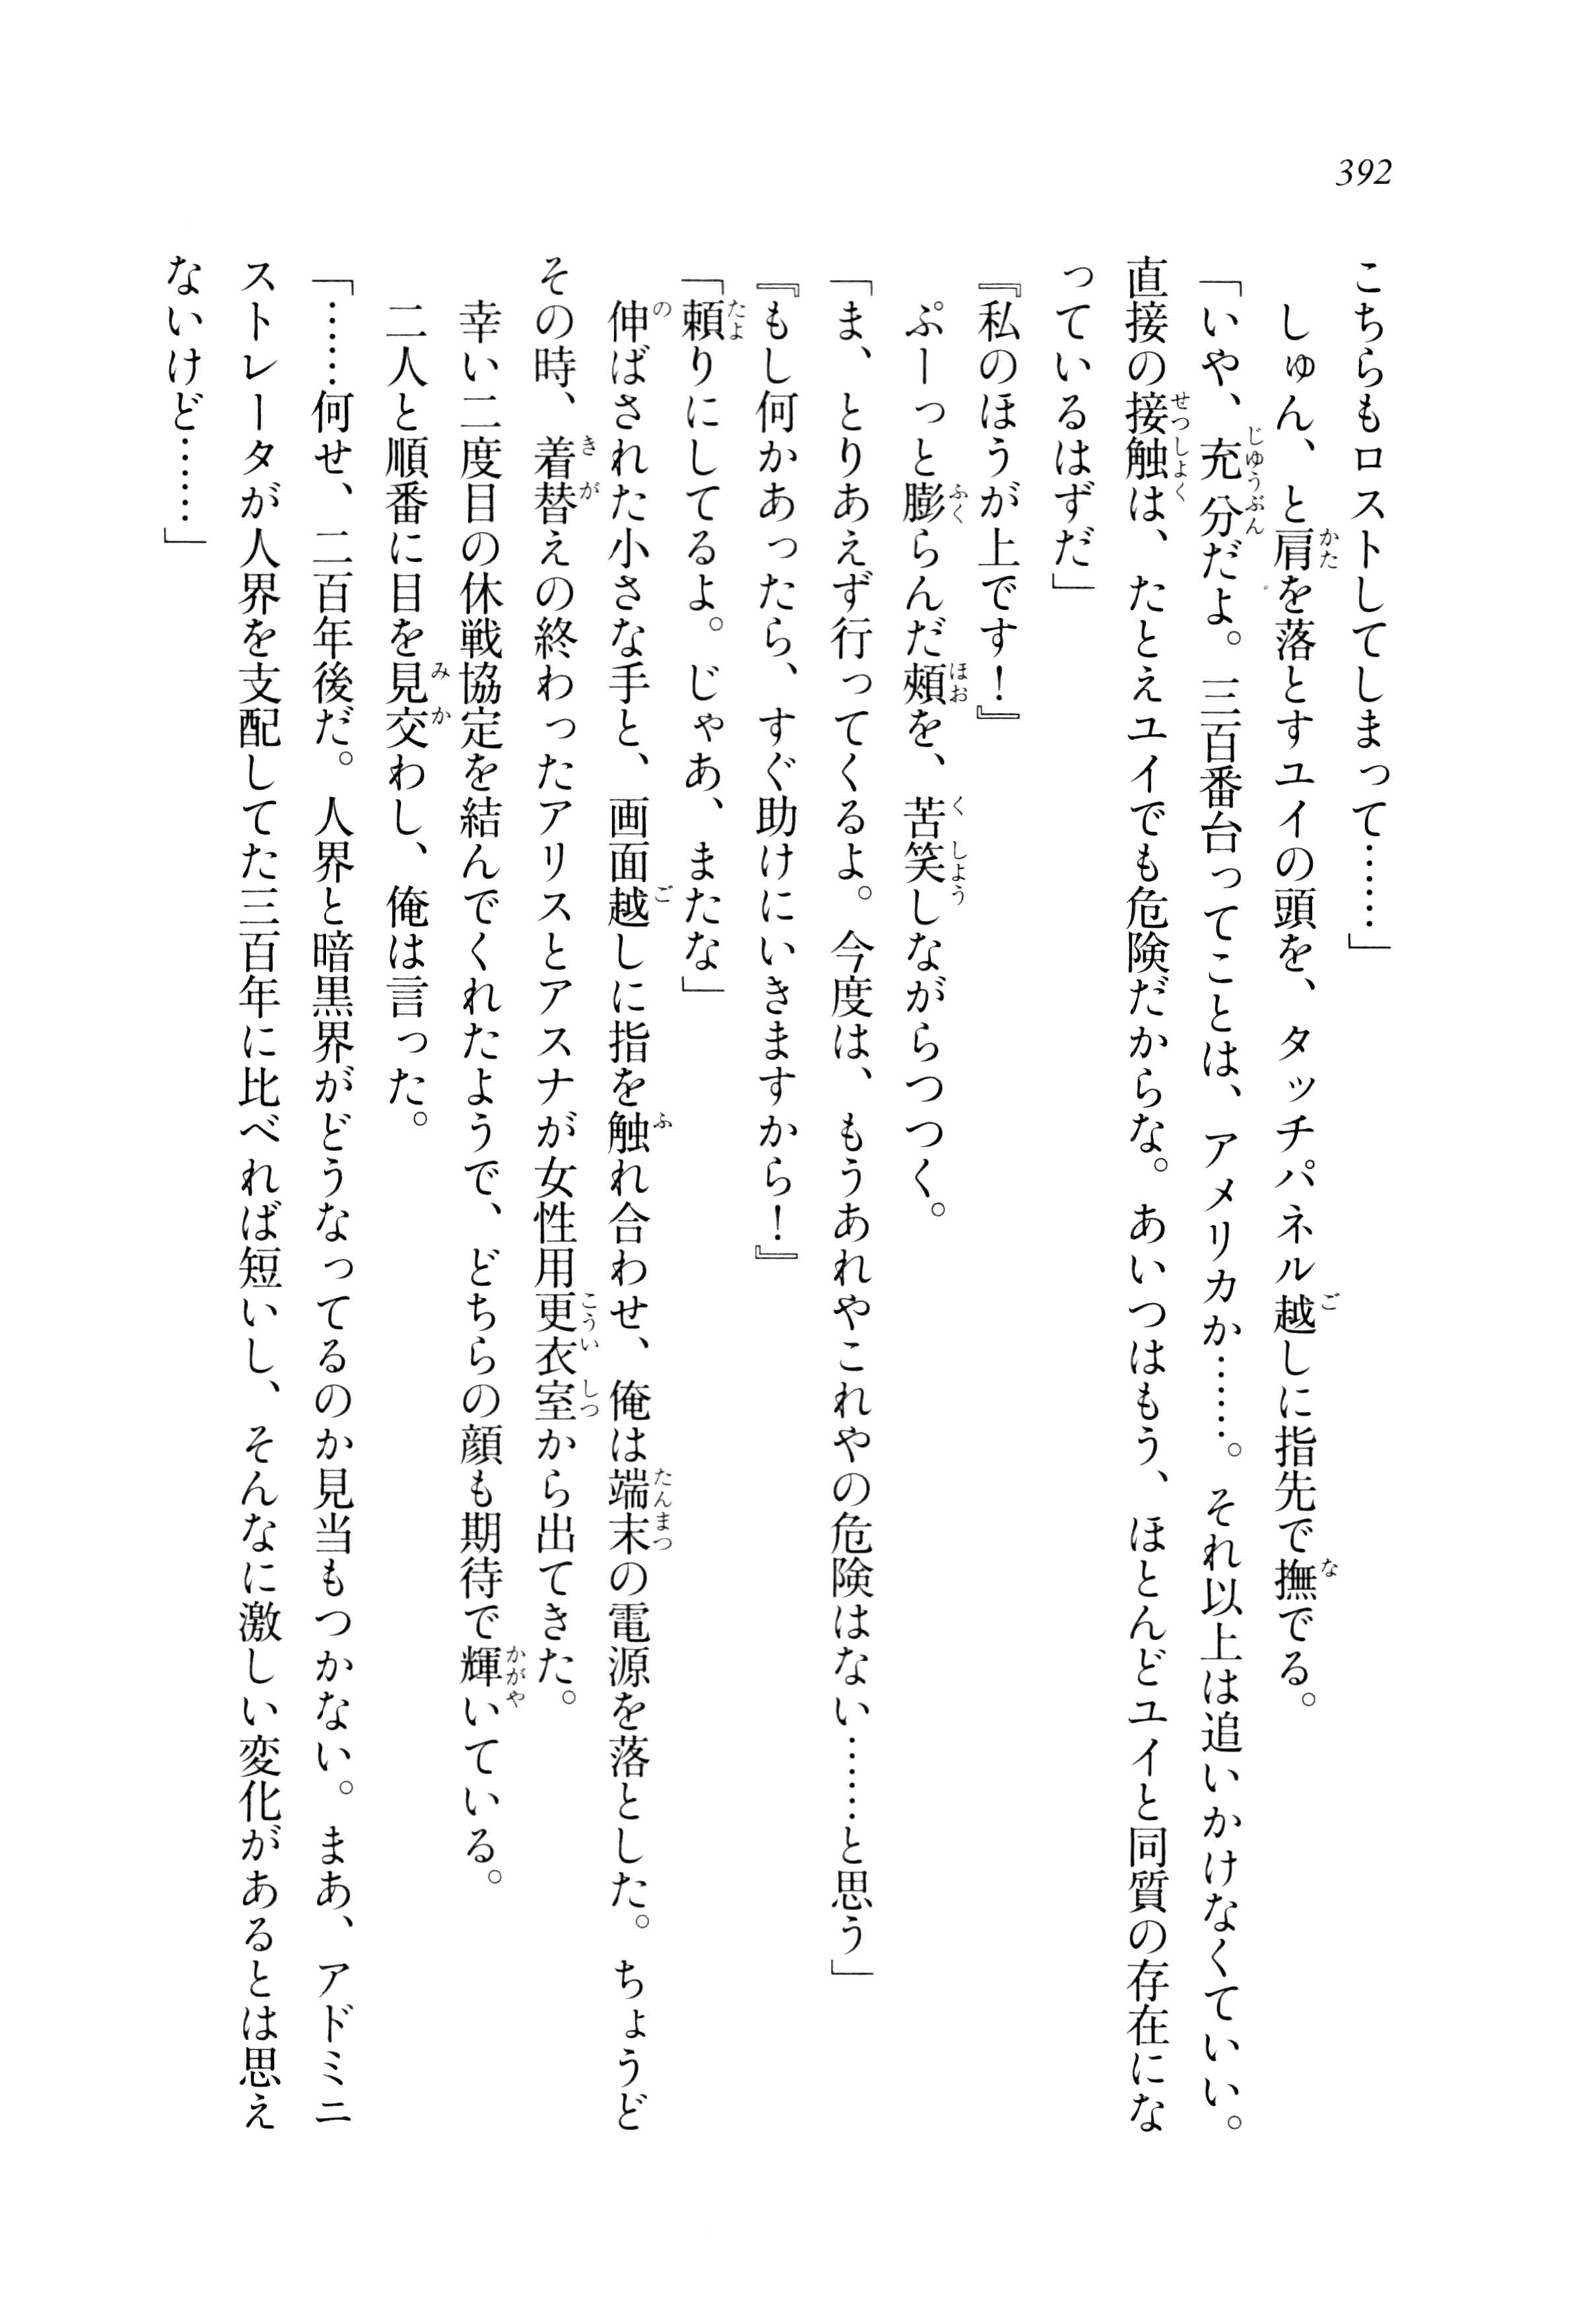 392
こちらもロストしてしまって……」
　しゅん、と肩を落とすユイの頭を、タッチパネル越しに指先で撫でる。
「いや、充分だよ。三百番台ってことは、アメリカか……。それ以上は追いかけなくていい。
直接の接触は、たとえユイでも危険だからな。あいつはもう、ほとんどユイと同質の存在にな
っているはずだ」
『私のほうが上です！』
　ぷーっと膨らんだ頰を、苦笑しながらつつく。
「ま、とりあえず行ってくるよ。今度は、もうあれやこれやの危険はない……と思う」
『もし何かあったら、すぐ助けにいきますから！』
「頼りにしてるよ。じゃあ、またな」
　伸ばされた小さな手と、画面越しに指を触れ合わせ、俺は端末の電源を落とした。ちょうど
その時、着替えの終わったアリスとアスナが女性用更衣室から出てきた。
　幸い二度目の休戦協定を結んでくれたようで、どちらの顔も期待で輝いている。
　二人と順番に目を見交わし、俺は言った。
「……何せ、二百年後だ。人界と暗黒界がどうなってるのか見当もつかない。まあ、アドミニ
ストレータが人界を支配してた三百年に比べれば短いし、そんなに激しい変化があるとは思え
ないけど……」